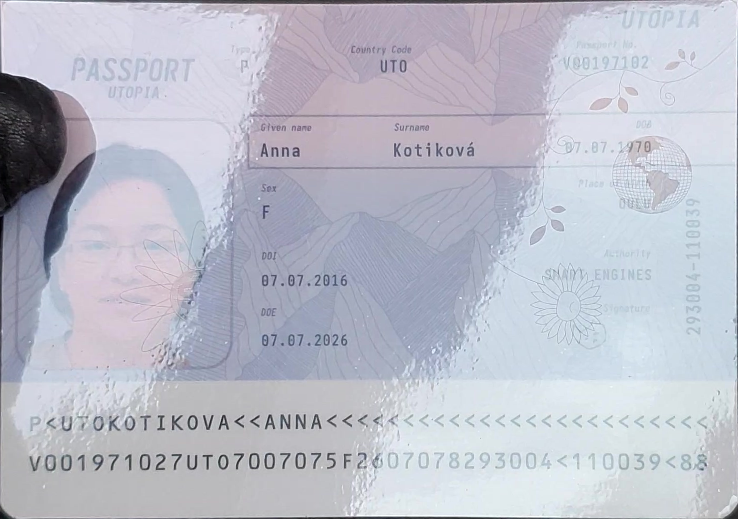 UTOPIA
PASSPORT
UTOPIA
Type
P
Country Code
UTO
Passport No.
V00197102
Given name
Anna
Surname
Kotiková
DOB
07.07.1970
Sex
F
Place of birth
OULU
DOI
07.07.2016
Authority
SMART ENGINES
DOE
07.07.2026
Signature
293004-110039
P<UTOKOTIKOVA<<ANNA<<<<<<<<<<<<<<<<<<<<<<<<<
V001971027UTO7007075F2607078293004<110039<88